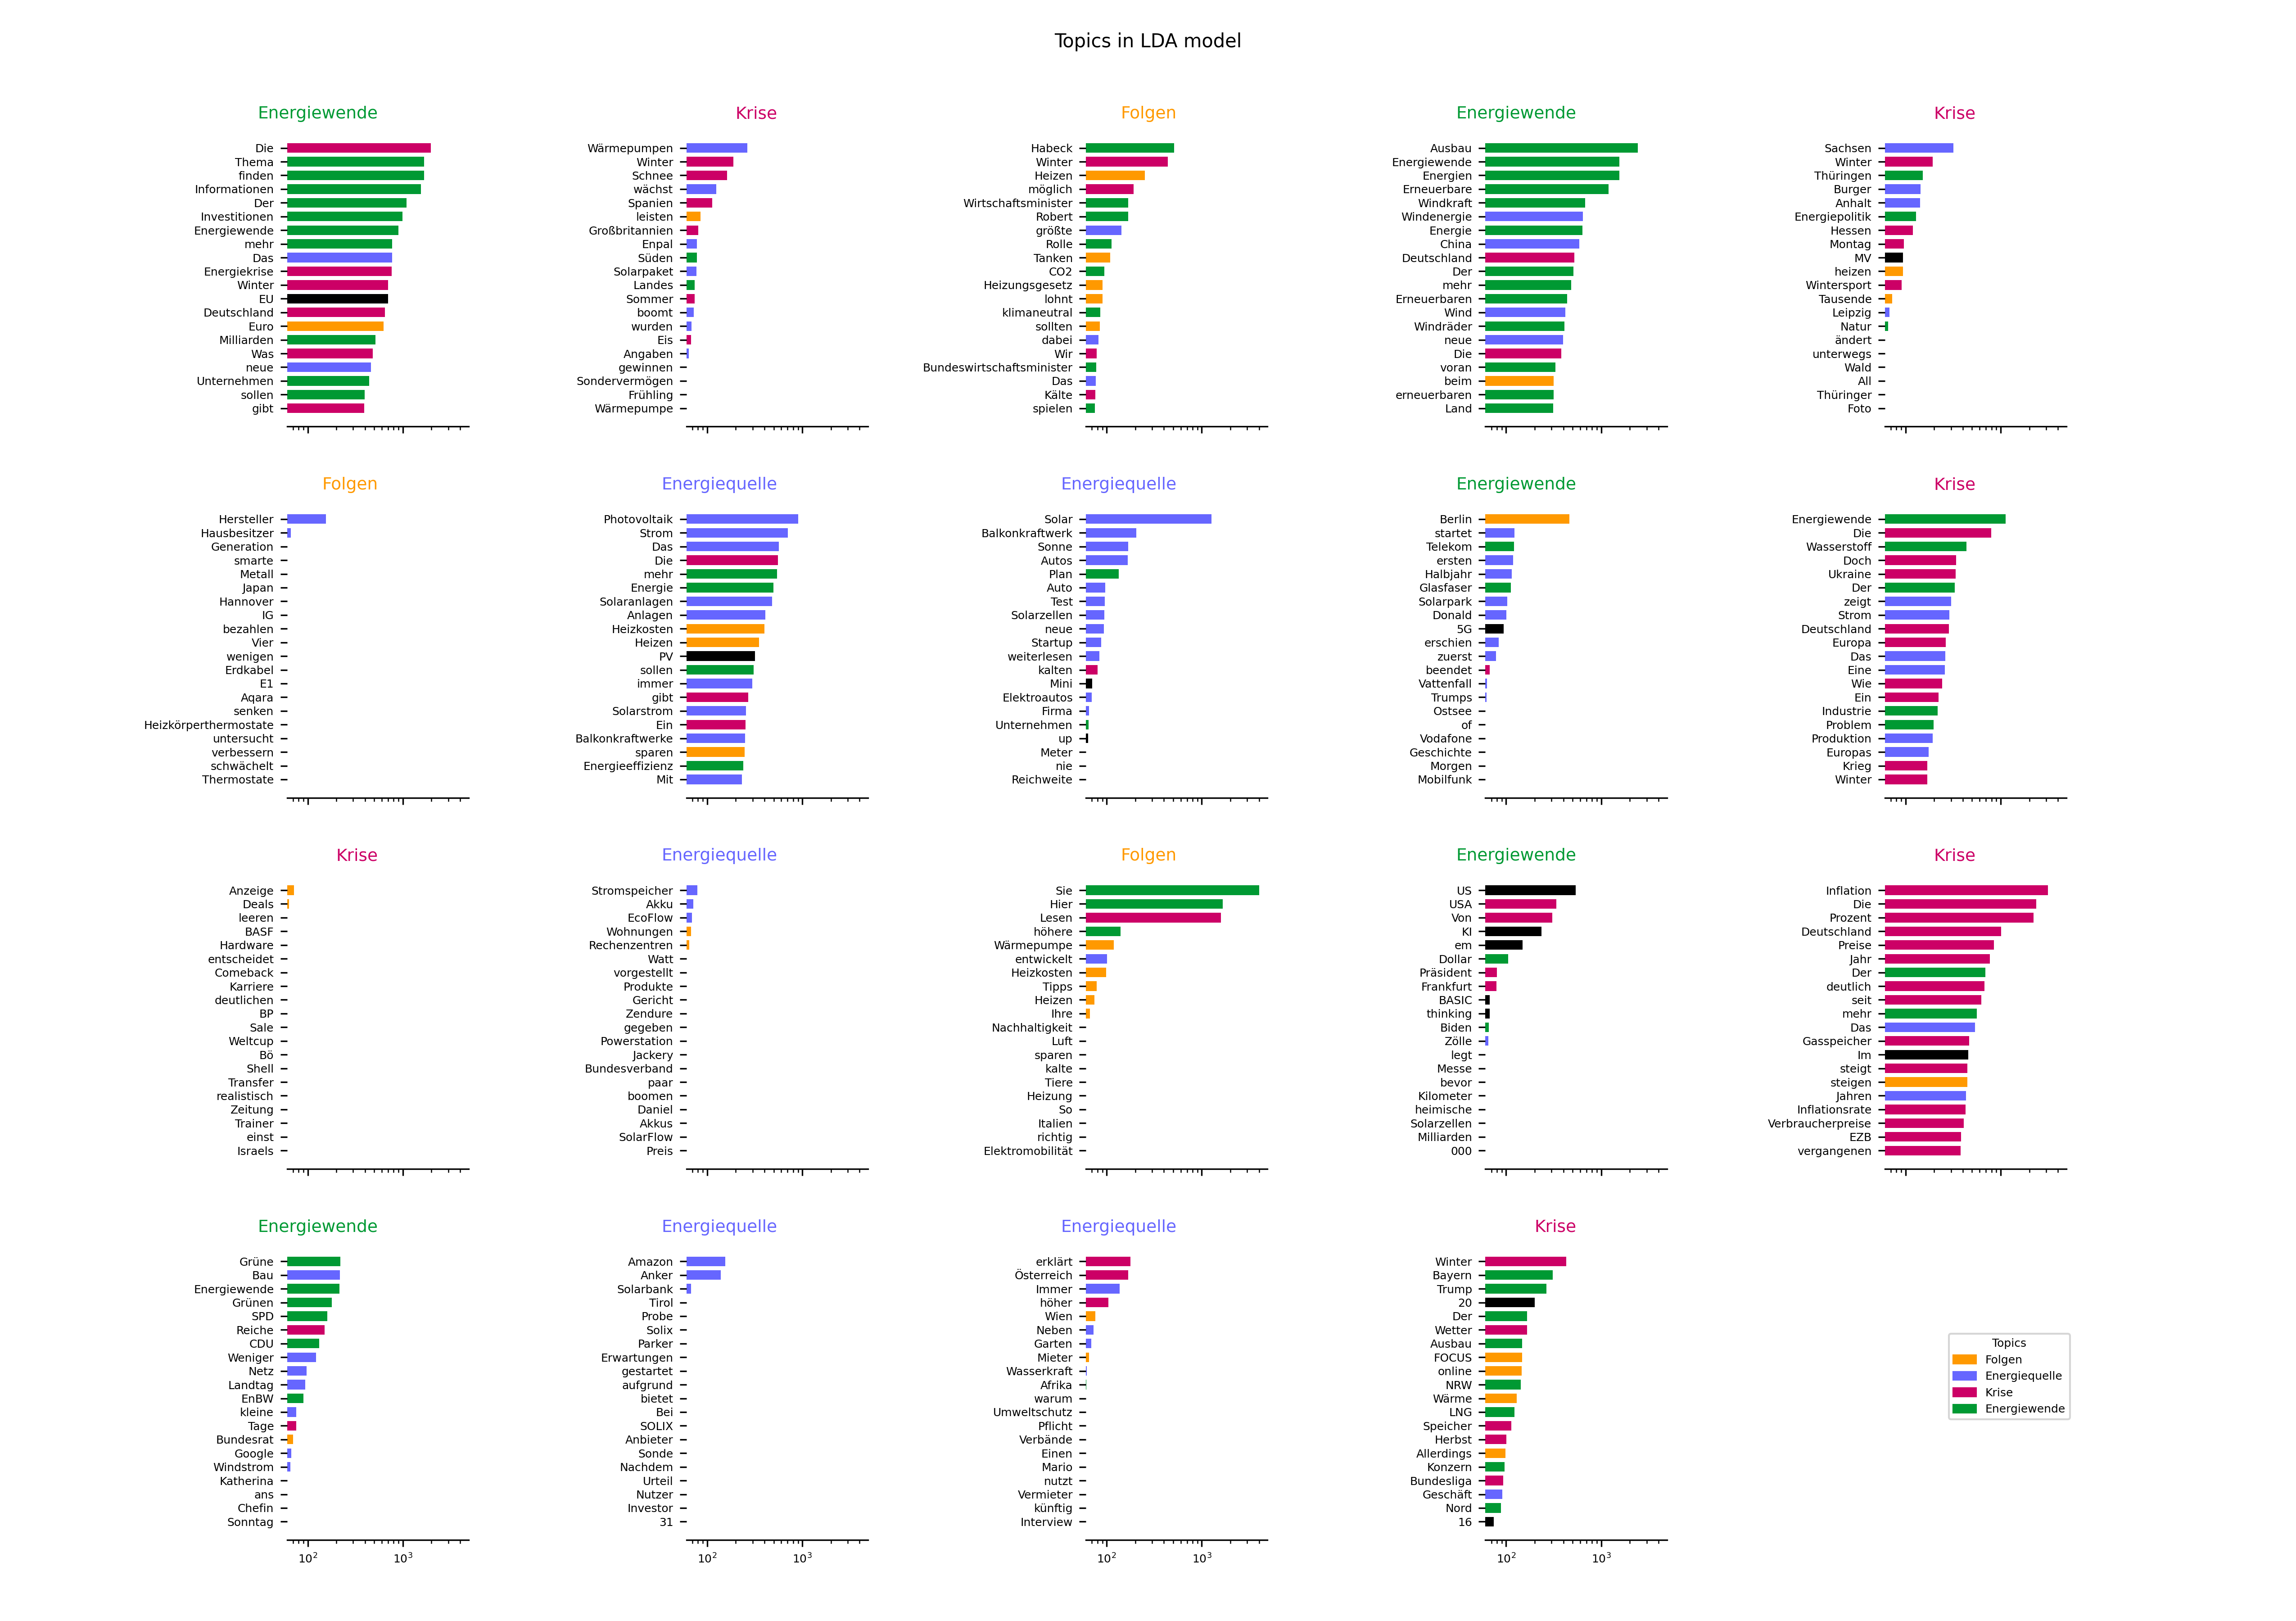 Topics in LDA model
Energiewende
Die
Thema
finden
Informationen
Der
Investitionen
Energiewende
mehr
Das
Energiekrise
Winter
EU
Deutschland
Euro
Milliarden
Was
neue
Unternehmen
sollen
gibt
Krise
Wärmepumpen
Winter
Schnee
wächst
Spanien
leisten
Großbritannien
Enpal
Süden
Solarpaket
Landes
Sommer
boomt
wurden
Eis
Angaben
gewinnen
Sondervermögen
Frühling
Wärmepumpe
Folgen
Habeck
Winter
Heizen
möglich
Wirtschaftsminister
Robert
größte
Rolle
Tanken
CO2
Heizungsgesetz
lohnt
klimaneutral
sollten
dabei
Wir
Bundeswirtschaftsminister
Das
Kälte
spielen
Energiewende
Ausbau
Energiewende
Energien
Erneuerbare
Windkraft
Windenergie
Energie
China
Deutschland
Der
mehr
Erneuerbaren
Wind
Windräder
neue
Die
voran
beim
erneuerbaren
Land
Krise
Sachsen
Winter
Thüringen
Burger
Anhalt
Energiepolitik
Hessen
Montag
MV
heizen
Wintersport
Tausende
Leipzig
Natur
ändert
unterwegs
Wald
All
Thüringer
Foto
Folgen
Hersteller
Hausbesitzer
Generation
smarte
Metall
Japan
Hannover
IG
bezahlen
Vier
wenigen
Erdkabel
E1
Aqara
senken
Heizkörperthermostate
untersucht
verbessern
schwächelt
Thermostate
Energiequelle
Photovoltaik
Strom
Das
Die
mehr
Energie
Solaranlagen
Anlagen
Heizkosten
Heizen
PV
sollen
immer
gibt
Solarstrom
Ein
Balkonkraftwerke
sparen
Energieeffizienz
Mit
Energiequelle
Solar
Balkonkraftwerk
Sonne
Autos
Plan
Auto
Test
Solarzellen
neue
Startup
weiterlesen
kalten
Mini
Elektroautos
Firma
Unternehmen
up
Meter
nie
Reichweite
Energiewende
Berlin
startet
Telekom
ersten
Halbjahr
Glasfaser
Solarpark
Donald
5G
erschien
zuerst
beendet
Vattenfall
Trumps
Ostsee
of
Vodafone
Geschichte
Morgen
Mobilfunk
Krise
Energiewende
Die
Wasserstoff
Doch
Ukraine
Der
zeigt
Strom
Deutschland
Europa
Das
Eine
Wie
Ein
Industrie
Problem
Produktion
Europas
Krieg
Winter
Krise
Anzeige
Deals
leeren
BASF
Hardware
entscheidet
Comeback
Karriere
deutlichen
BP
Sale
Weltcup
Bö
Shell
Transfer
realistisch
Zeitung
Trainer
einst
Israels
Energiequelle
Stromspeicher
Akku
EcoFlow
Wohnungen
Rechenzentren
Watt
vorgestellt
Produkte
Gericht
Zendure
gegeben
Powerstation
Jackery
Bundesverband
paar
boomen
Daniel
Akkus
SolarFlow
Preis
Folgen
Sie
Hier
Lesen
höhere
Wärmepumpe
entwickelt
Heizkosten
Tipps
Heizen
Ihre
Nachhaltigkeit
Luft
sparen
kalte
Tiere
Heizung
So
Italien
richtig
Elektromobilität
Energiewende
US
USA
Von
KI
em
Dollar
Präsident
Frankfurt
BASIC
thinking
Biden
Zölle
legt
Messe
bevor
Kilometer
heimische
Solarzellen
Milliarden
000
Krise
Inflation
Die
Prozent
Deutschland
Preise
Jahr
Der
deutlich
seit
mehr
Das
Gasspeicher
Im
steigt
steigen
Jahren
Inflationsrate
Verbraucherpreise
EZB
vergangenen
Energiewende
Grüne
Bau
Energiewende
Grünen
SPD
Reiche
CDU
Weniger
Netz
Landtag
EnBW
kleine
Tage
Bundesrat
Google
Windstrom
Katherina
ans
Chefin
Sonntag
10² 10³
Energiequelle
Amazon
Anker
Solarbank
Tirol
Probe
Solix
Parker
Erwartungen
gestartet
aufgrund
bietet
Bei
SOLIX
Anbieter
Sonde
Nachdem
Urteil
Nutzer
Investor
31
10² 10³
Energiequelle
erklärt
Österreich
Immer
höher
Wien
Neben
Garten
Mieter
Wasserkraft
Afrika
warum
Umweltschutz
Pflicht
Verbände
Einen
Mario
nutzt
Vermieter
künftig
Interview
10² 10³
Krise
Winter
Bayern
Trump
20
Der
Wetter
Ausbau
FOCUS
online
NRW
Wärme
LNG
Speicher
Herbst
Allerdings
Konzern
Bundesliga
Geschäft
Nord
16
10² 10³
Topics
Folgen
Energiequelle
Krise
Energiewende